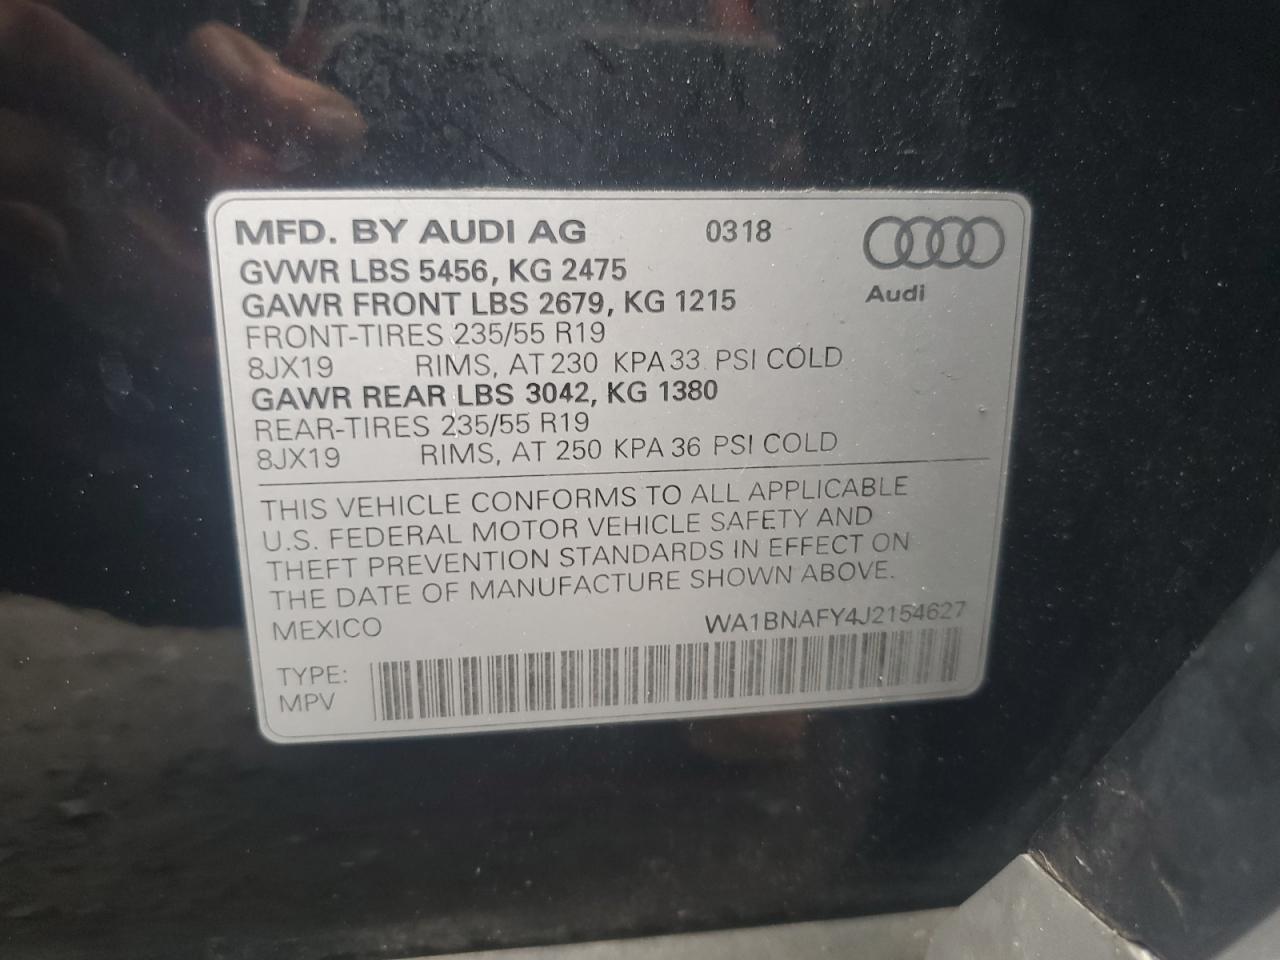 MFD. BY AUDI AG 0318
Audi
GVWR LBS 5456, KG 2475
GAWR FRONT LBS 2679, KG 1215
FRONT-TIRES 235/55 R19
8JX19 RIMS, AT 230 KPA 33 PSI COLD
GAWR REAR LBS 3042, KG 1380
REAR-TIRES 235/55 R19
8JX19 RIMS, AT 250 KPA 36 PSI COLD
THIS VEHICLE CONFORMS TO ALL APPLICABLE
U.S. FEDERAL MOTOR VEHICLE SAFETY AND
THEFT PREVENTION STANDARDS IN EFFECT ON
THE DATE OF MANUFACTURE SHOWN ABOVE.
MEXICO WA1BNAFY4J2154627
TYPE:
MPV